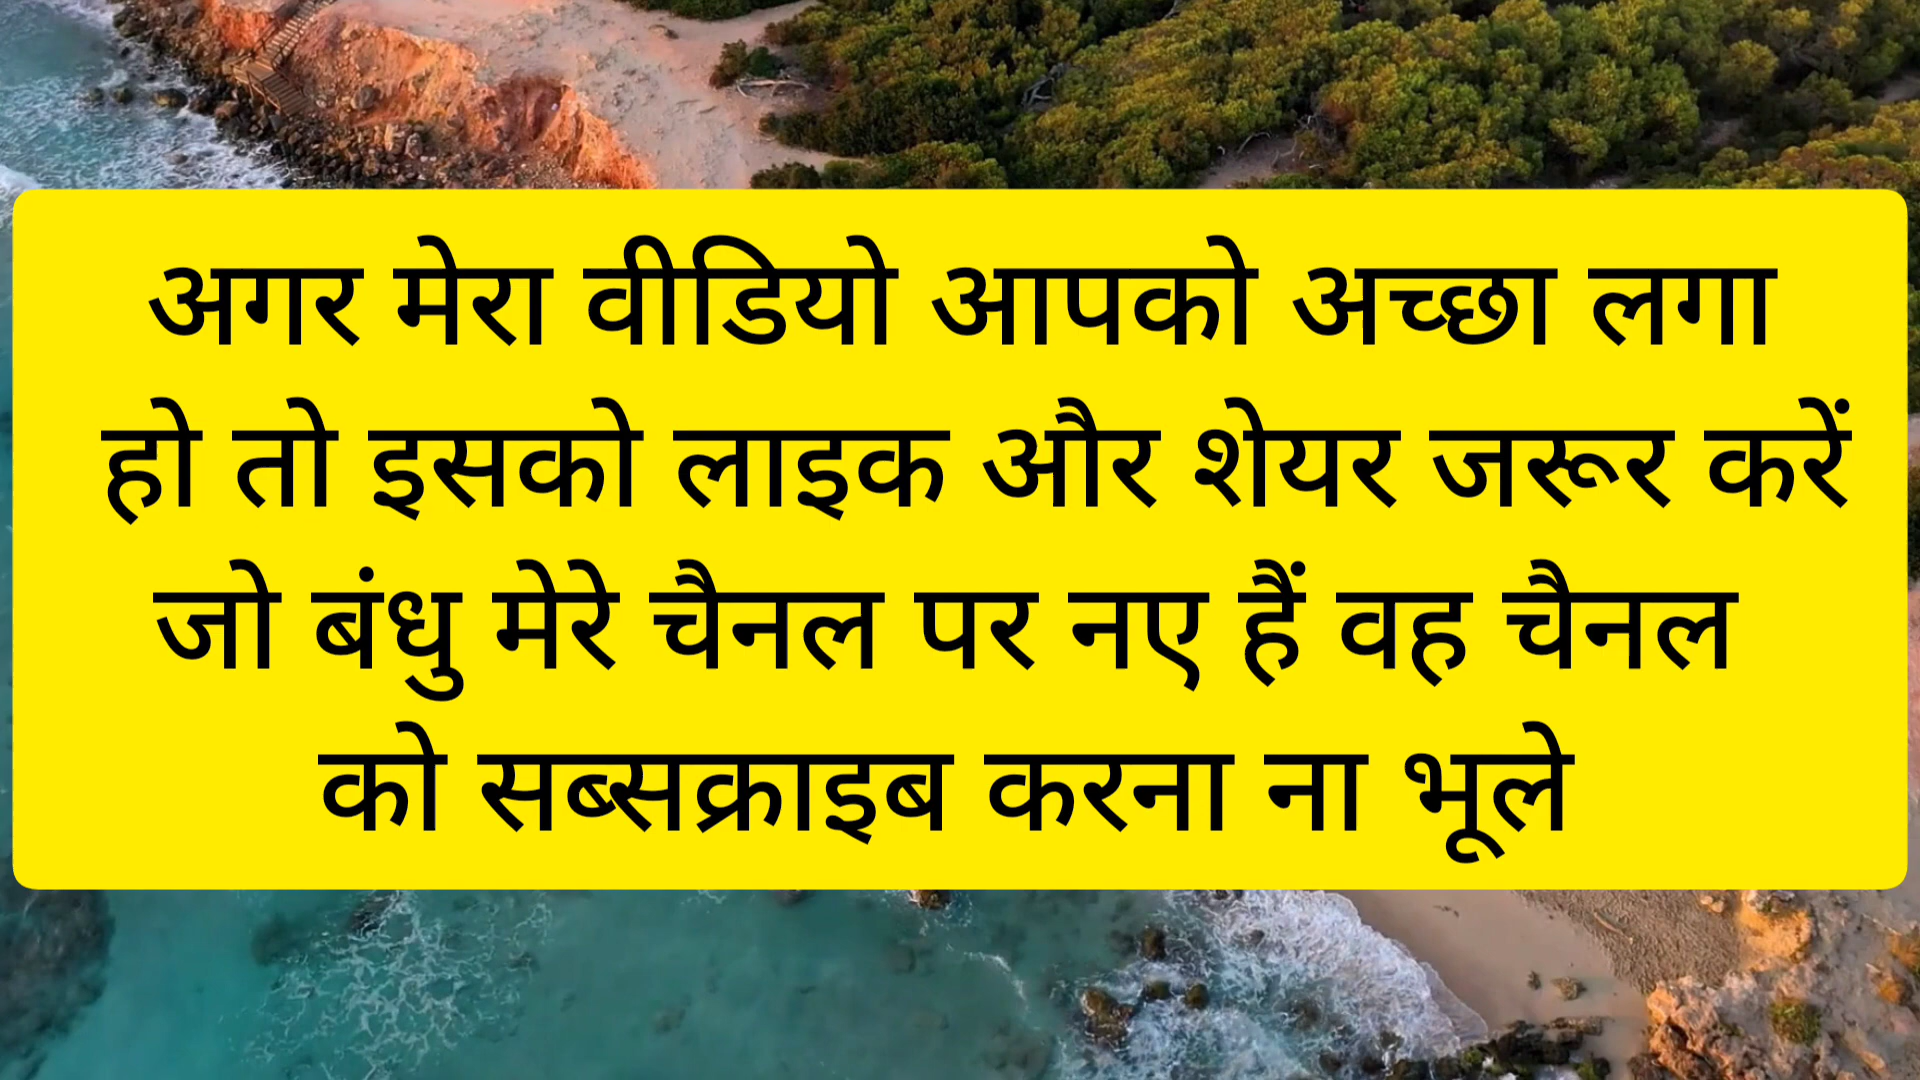 अगर मेरा वीडियो आपको अच्छा लगा
हो तो इसको लाइक और शेयर जरूर करें
जो बंधु मेरे चैनल पर नए हैं वह चैनल
को सब्सक्राइब करना ना भूले